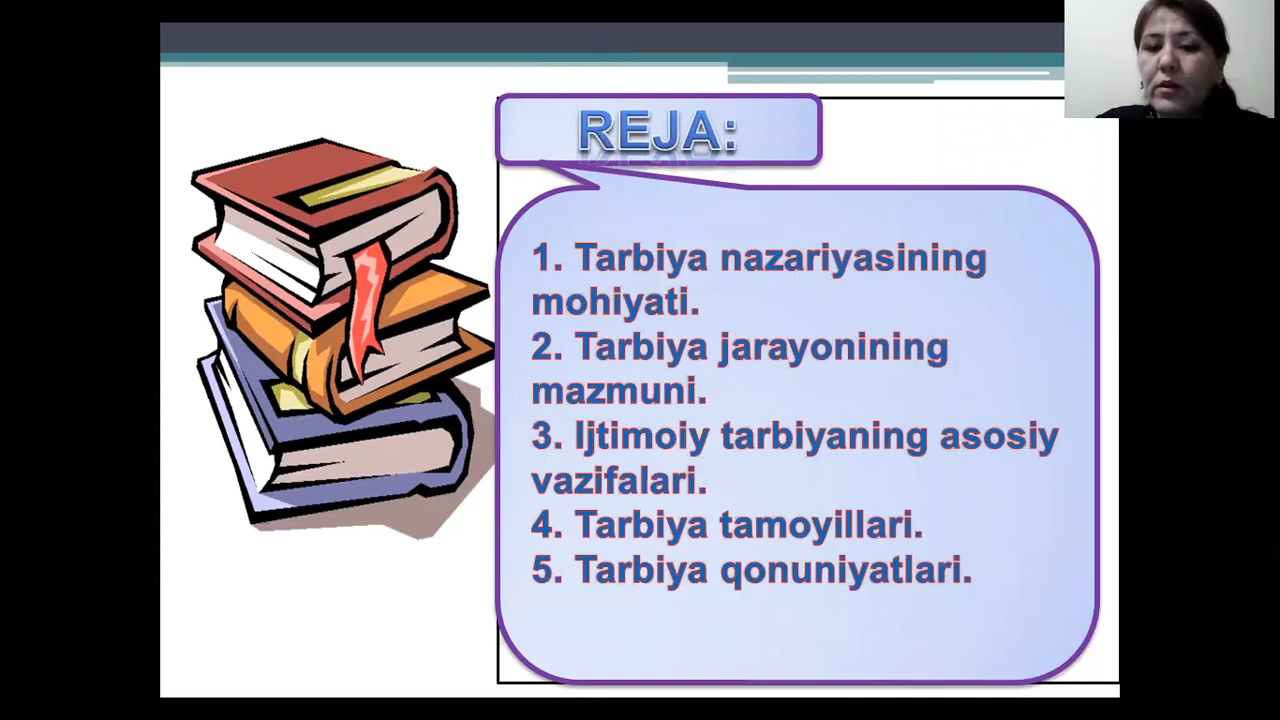 REJA:
1. Tarbiya nazariyasining
mohiyati.
2. Tarbiya jarayonining
mazmuni.
3. Ijtimoiy tarbiyaning asosiy
vazifalari.
4. Tarbiya tamoyillari.
5. Tarbiya qonuniyatlari.